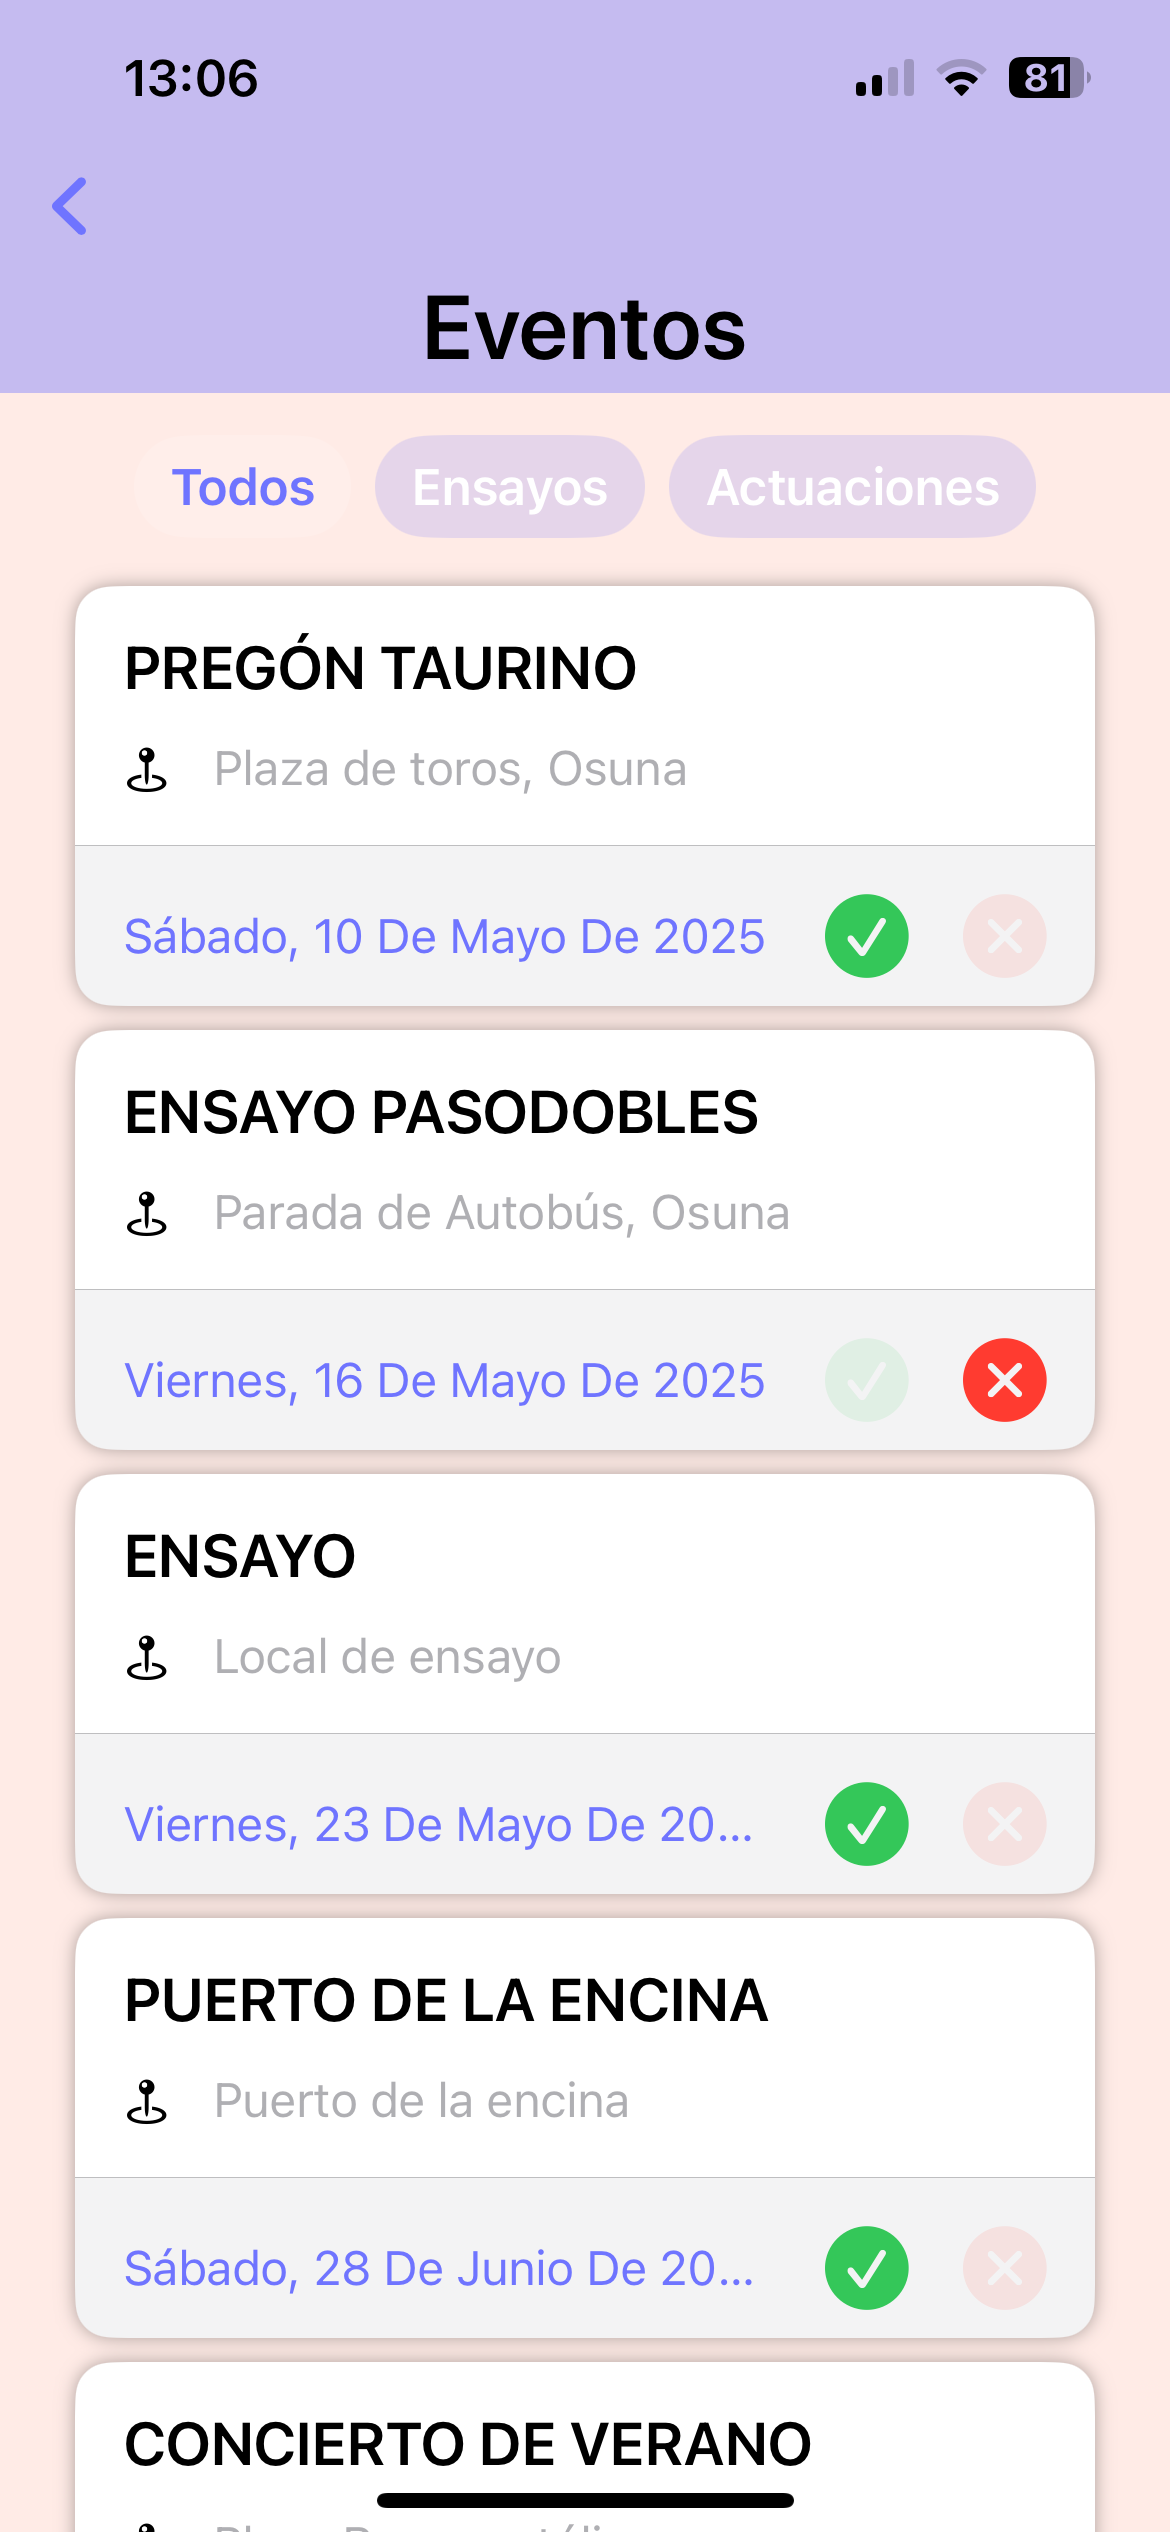 13:06
81
Eventos
Todos Ensayos Actuaciones
PREGÓN TAURINO
Plaza de toros, Osuna
Sábado, 10 De Mayo De 2025
ENSAYO PASODOBLES
Parada de Autobús, Osuna
Viernes, 16 De Mayo De 2025
ENSAYO
Local de ensayo
Viernes, 23 De Mayo De 20...
PUERTO DE LA ENCINA
Puerto de la encina
Sábado, 28 De Junio De 20...
CONCIERTO DE VERANO